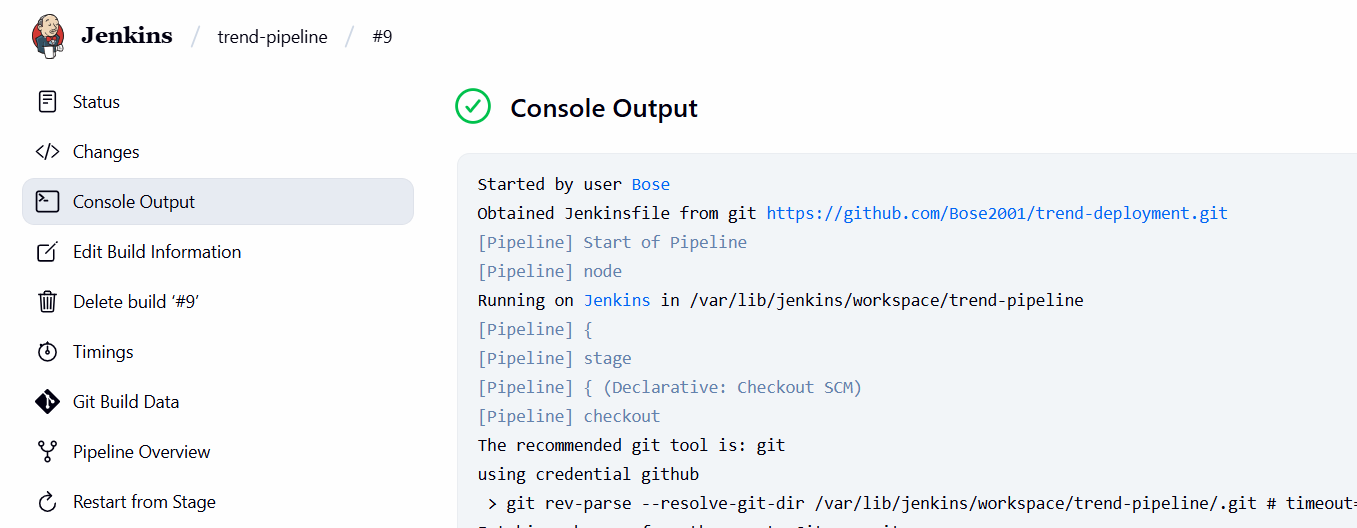 Jenkins / trend-pipeline / #9
Status
Changes
Console Output
Edit Build Information
Delete build ‘#9’
Timings
Git Build Data
Pipeline Overview
Restart from Stage
Console Output
Started by user Bose
Obtained Jenkinsfile from git https://github.com/Bose2001/trend-deployment.git
[Pipeline] Start of Pipeline
[Pipeline] node
Running on Jenkins in /var/lib/jenkins/workspace/trend-pipeline
[Pipeline] {
[Pipeline] stage
[Pipeline] { (Declarative: Checkout SCM)
[Pipeline] checkout
The recommended git tool is: git
using credential github
> git rev-parse --resolve-git-dir /var/lib/jenkins/workspace/trend-pipeline/.git # timeout=